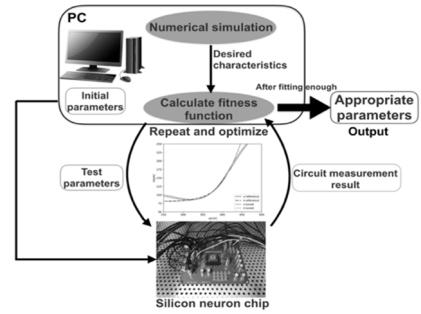 PC
Numerical simulation
Desired
characteristics
Initial
parameters
Calculate fitness
function
After fitting enough
Appropriate
parameters
Output
Repeat and optimize
Test
parameters
Circuit measurement
result
Silicon neuron chip